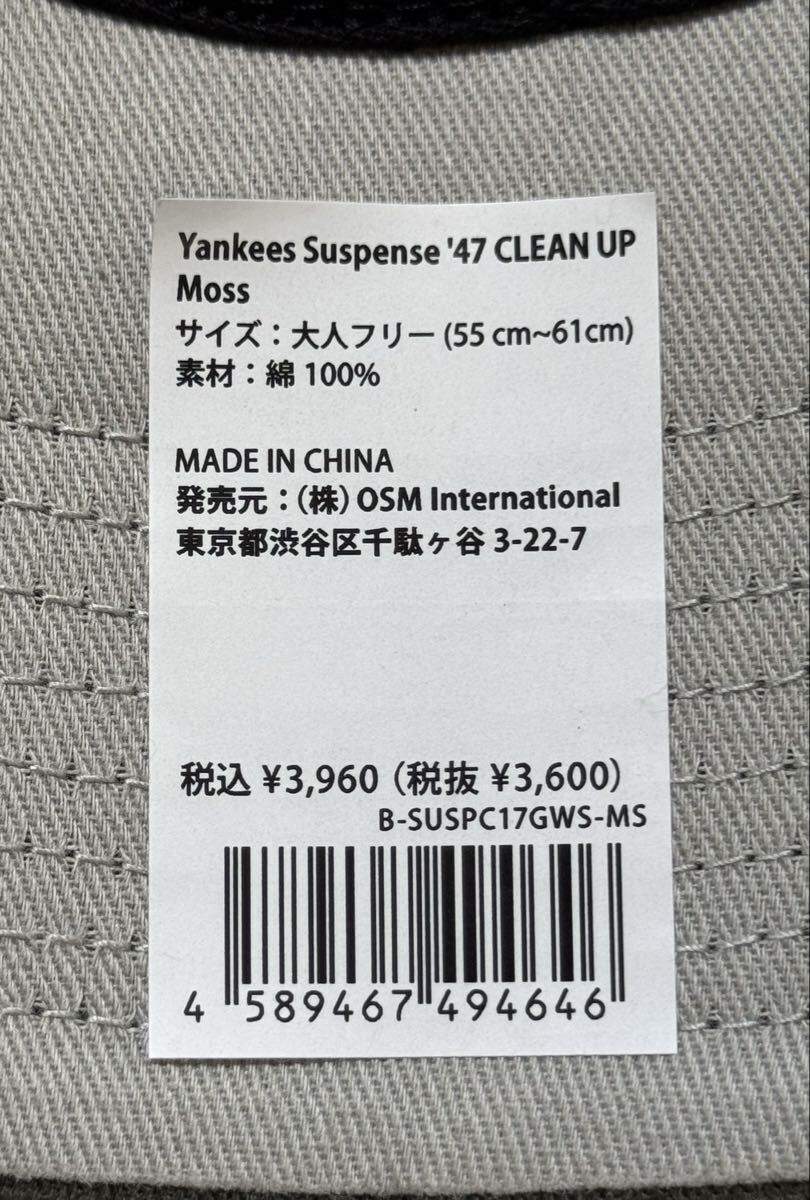 Yankees Suspense '47 CLEAN UP
Moss
サイズ：大人フリー (55 cm~61cm)
素材：綿 100%
MADE IN CHINA
発売元：(株) OSM International
東京都渋谷区千駄ヶ谷 3-22-7
税込 ¥3,960（税抜 ¥3,600）
B-SUSPC17GWS-MS
4 589467 494646